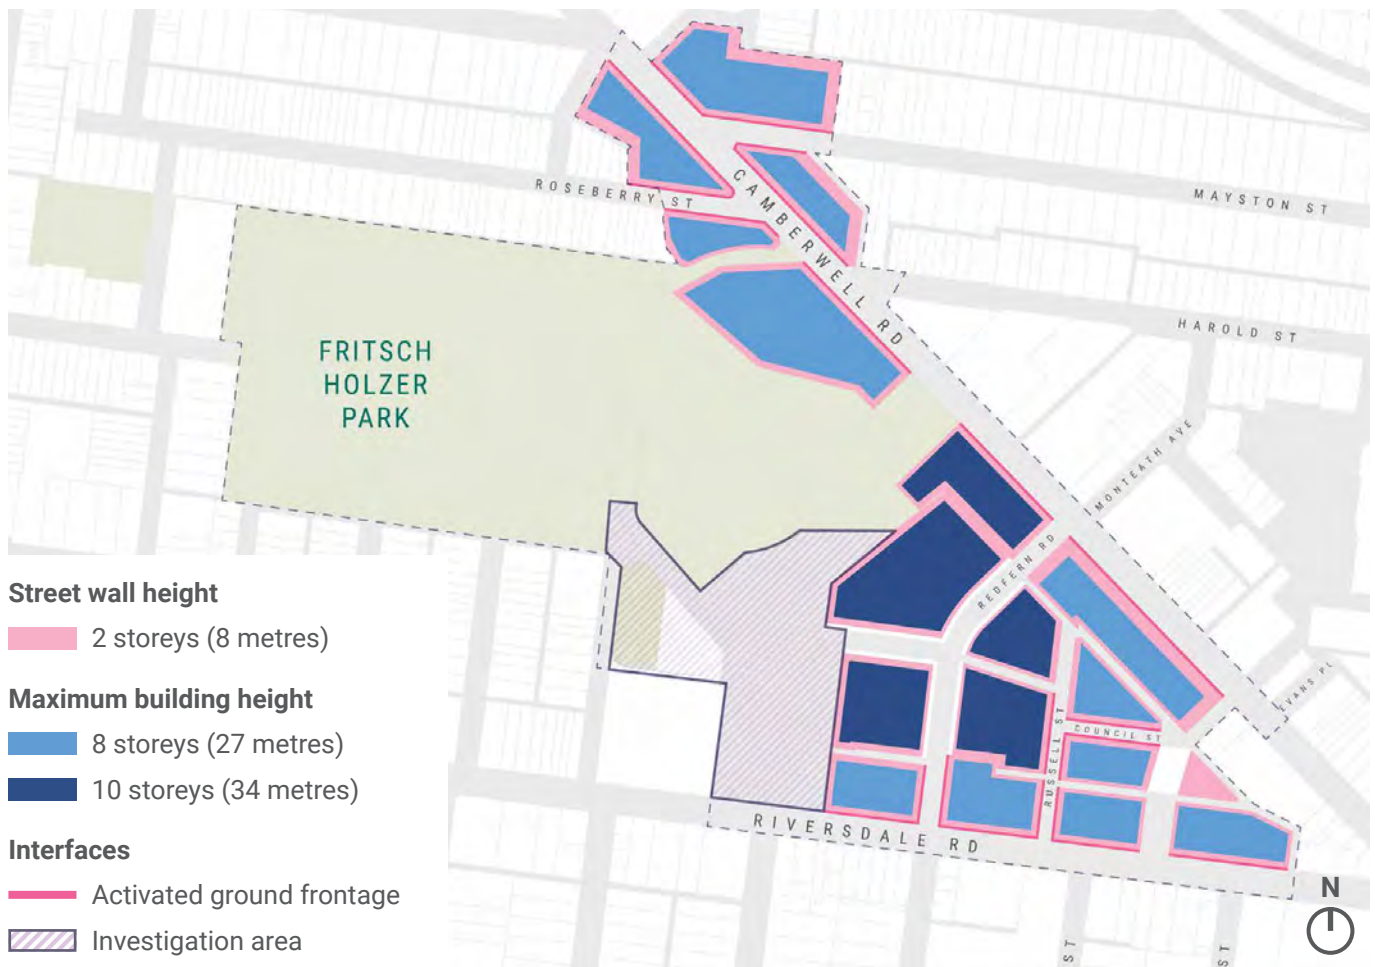 ROSEBERRY ST
MAYSTON ST
CAMBERWELL RD
HAROLD ST
FRITSCH
HOLZER
PARK
MONTEATH AVE
REDFERN RD
EVANS PL
COUNCIL ST
RUSSELL ST
RIVERSDALE RD
Street wall height
2 storeys (8 metres)
Maximum building height
8 storeys (27 metres)
10 storeys (34 metres)
Interfaces
Activated ground frontage
Investigation area
N
ST
ST